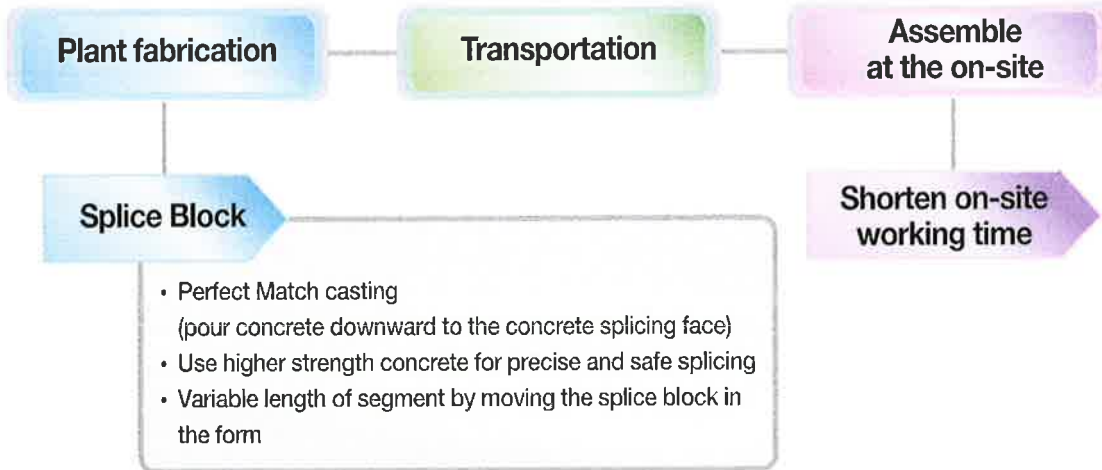 Plant fabrication
Transportation
Assemble
at the on-site
Splice Block
Shorten on-site
working time
• Perfect Match casting
(pour concrete downward to the concrete splicing face)
• Use higher strength concrete for precise and safe splicing
• Variable length of segment by moving the splice block in
the form